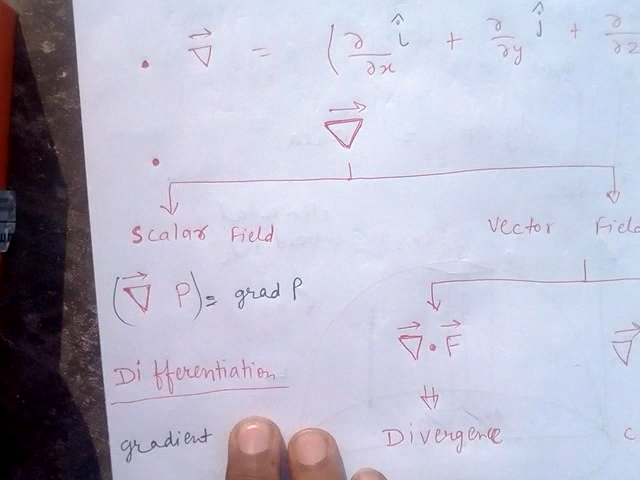 • ∇⃗ = (∂/∂x î + ∂/∂y ĵ + ∂/∂z
∇⃗
•
Scalar Field
Vector Field
(∇⃗ P) = grad P
∇⃗ . F⃗
∇⃗
Differentiation
⇓
gradient
Divergence
C